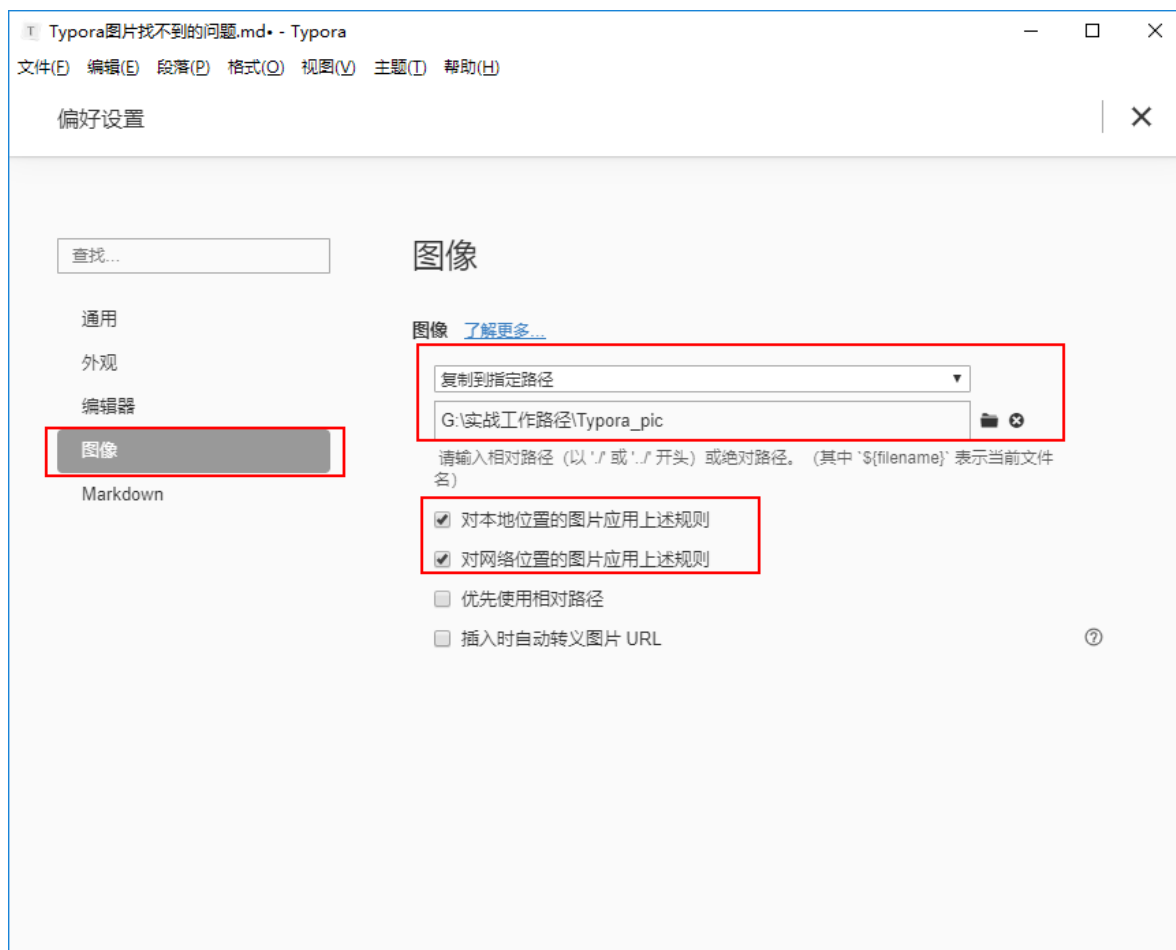 Typora图片找不到的问题.md• - Typora
文件(F) 编辑(E) 段落(P) 格式(O) 视图(V) 主题(T) 帮助(H)
偏好设置
查找...
通用
外观
编辑器
图像
Markdown
图像
图像 了解更多...
复制到指定路径
G:\实战工作路径\Typora_pic
请输入相对路径（以 './' 或 '../' 开头）或绝对路径。 （其中 `${filename}` 表示当前文件
名）
对本地位置的图片应用上述规则
对网络位置的图片应用上述规则
优先使用相对路径
插入时自动转义图片 URL